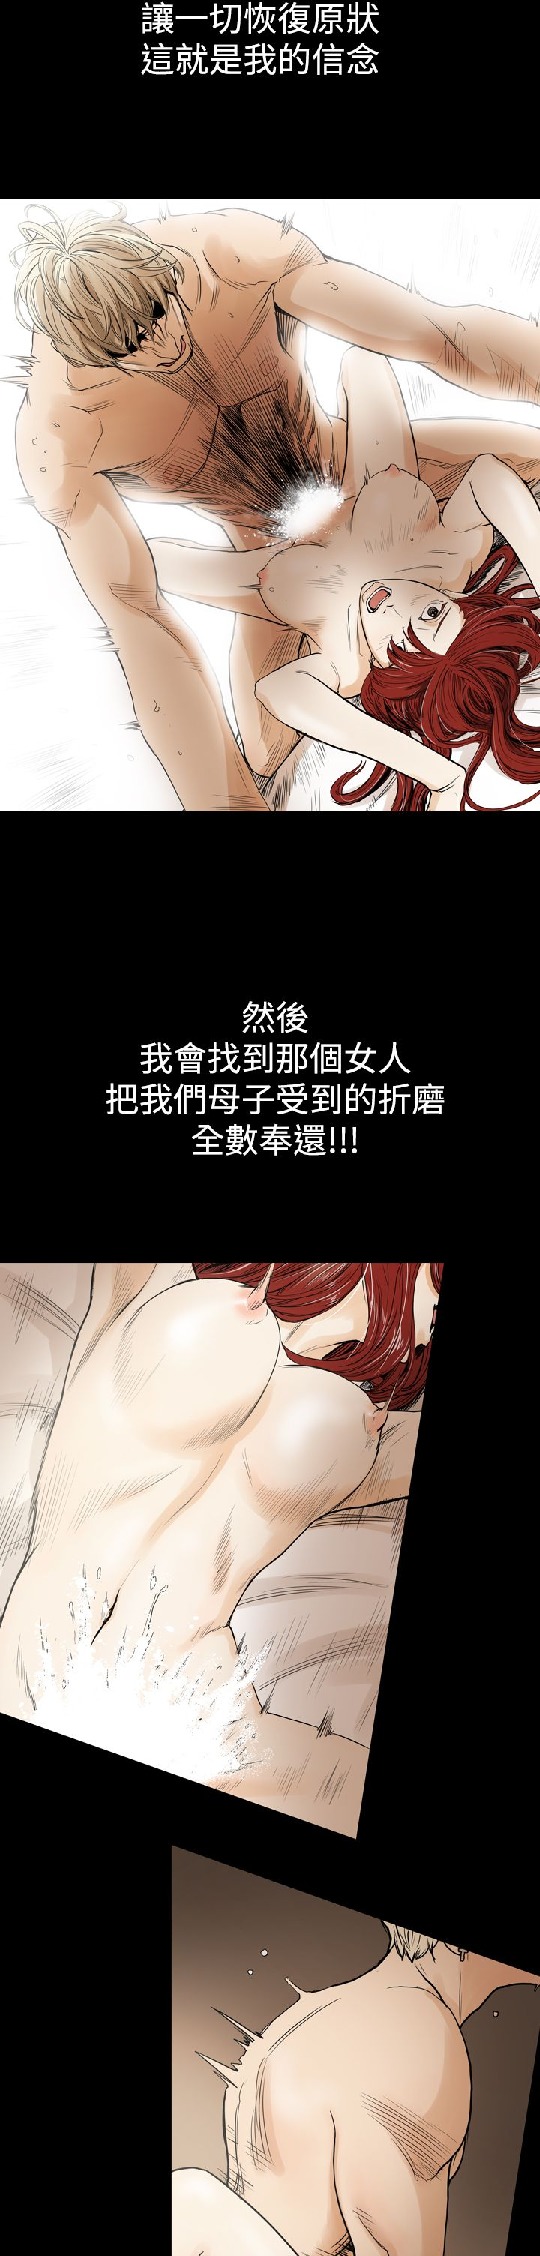 讓一切恢復原狀
這就是我的信念
然後
我會找到那個女人
把我們母子受到的折磨
全數奉還!!!